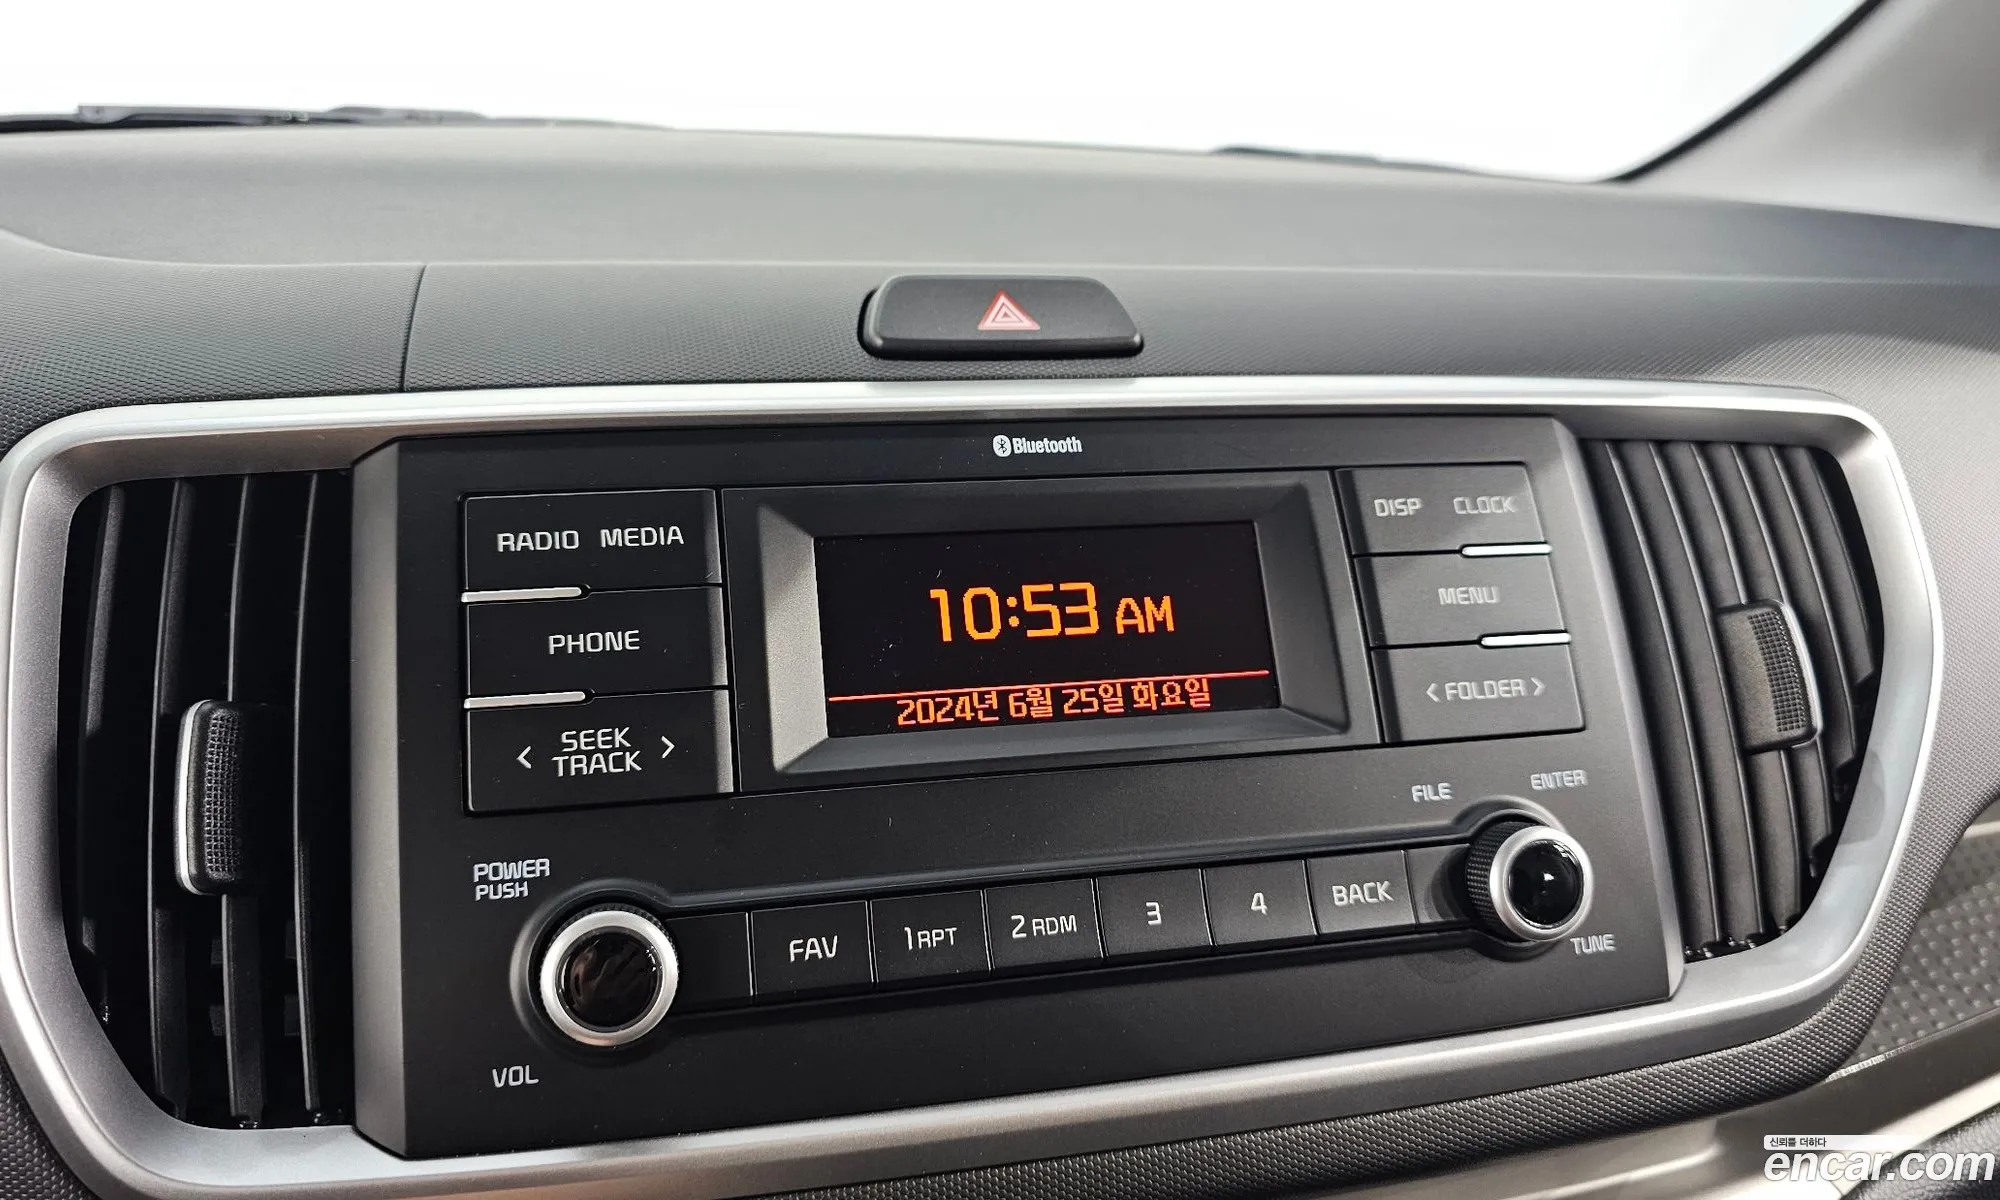 Bluetooth
RADIO MEDIA
DISP CLOCK
10:53 AM
PHONE
MENU
2024년 6월 25일 화요일
< SEEK TRACK >
< FOLDER >
FILE
ENTER
POWER
PUSH
FAV
1 RPT
2 RDM
3
4
BACK
TUNE
VOL
신뢰를 더하다
encar.com